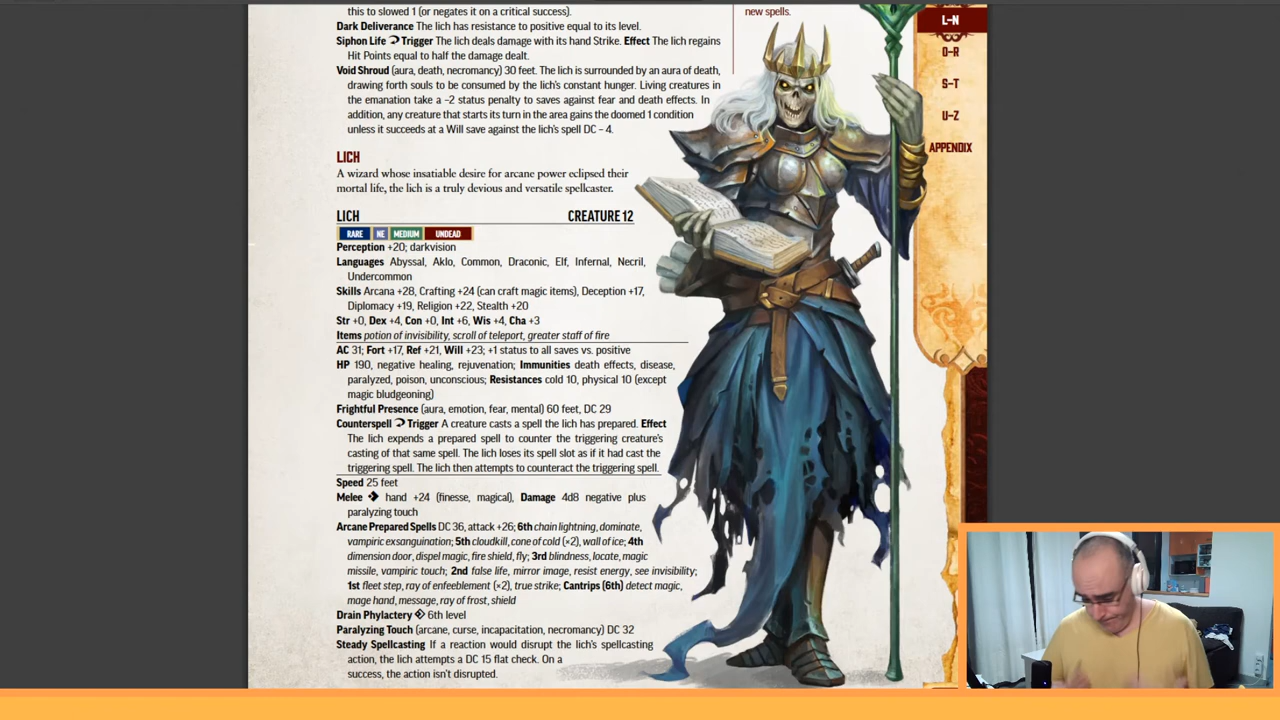 this to slowed 1 (or negates it on a critical success).
Dark Deliverance The lich has resistance to positive equal to its level.
Siphon Life Trigger The lich deals damage with its hand Strike. Effect The lich regains
Hit Points equal to half the damage dealt.
Void Shroud (aura, death, necromancy) 30 feet. The lich is surrounded by an aura of death,
drawing forth souls to be consumed by the lich's constant hunger. Living creatures in
the emanation take a –2 status penalty to saves against fear and death effects. In
addition, any creature that starts its turn in the area gains the doomed 1 condition
unless it succeeds at a Will save against the lich's spell DC – 4.
new spells.
LICH
A wizard whose insatiable desire for arcane power eclipsed their
mortal life, the lich is a truly devious and versatile spellcaster.
LICH CREATURE 12
RARE NE MEDIUM UNDEAD
Perception +20; darkvision
Languages Abyssal, Aklo, Common, Draconic, Elf, Infernal, Necril,
Undercommon
Skills Arcana +28, Crafting +24 (can craft magic items), Deception +17,
Diplomacy +19, Religion +22, Stealth +20
Str +0, Dex +4, Con +0, Int +6, Wis +4, Cha +3
Items potion of invisibility, scroll of teleport, greater staff of fire
AC 31; Fort +17, Ref +21, Will +23; +1 status to all saves vs. positive
HP 190, negative healing, rejuvenation; Immunities death effects, disease,
paralyzed, poison, unconscious; Resistances cold 10, physical 10 (except
magic bludgeoning)
Frightful Presence (aura, emotion, fear, mental) 60 feet, DC 29
Counterspell Trigger A creature casts a spell the lich has prepared. Effect
The lich expends a prepared spell to counter the triggering creature's
casting of that same spell. The lich loses its spell slot as if it had cast the
triggering spell. The lich then attempts to counteract the triggering spell.
Speed 25 feet
Melee hand +24 (finesse, magical), Damage 4d8 negative plus
paralyzing touch
Arcane Prepared Spells DC 36, attack +26; 6th chain lightning, dominate,
vampiric exsanguination; 5th cloudkill, cone of cold (×2), wall of ice; 4th
dimension door, dispel magic, fire shield, fly; 3rd blindness, locate, magic
missile, vampiric touch; 2nd false life, mirror image, resist energy, see invisibility;
1st fleet step, ray of enfeeblement (×2), true strike; Cantrips (6th) detect magic,
mage hand, message, ray of frost, shield
Drain Phylactery 6th level
Paralyzing Touch (arcane, curse, incapacitation, necromancy) DC 32
Steady Spellcasting If a reaction would disrupt the lich's spellcasting
action, the lich attempts a DC 15 flat check. On a
success, the action isn't disrupted.
L–N
O–R
S–T
U–Z
APPENDIX